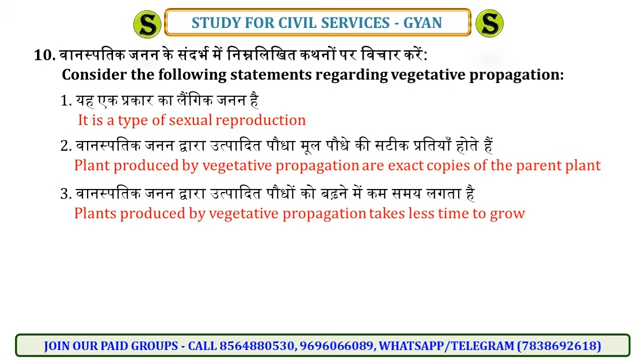 S STUDY FOR CIVIL SERVICES - GYAN S
10. वानस्पतिक जनन के संदर्भ में निम्नलिखित कथनों पर विचार करें:
Consider the following statements regarding vegetative propagation:
1. यह एक प्रकार का लैंगिक जनन है
It is a type of sexual reproduction
2. वानस्पतिक जनन द्वारा उत्पादित पौधा मूल पौधे की सटीक प्रतियाँ होते हैं
Plant produced by vegetative propagation are exact copies of the parent plant
3. वानस्पतिक जनन द्वारा उत्पादित पौधों को बढ़ने में कम समय लगता है
Plants produced by vegetative propagation takes less time to grow
JOIN OUR PAID GROUPS - CALL 8564880530, 9696066089, WHATSAPP/TELEGRAM (7838692618)